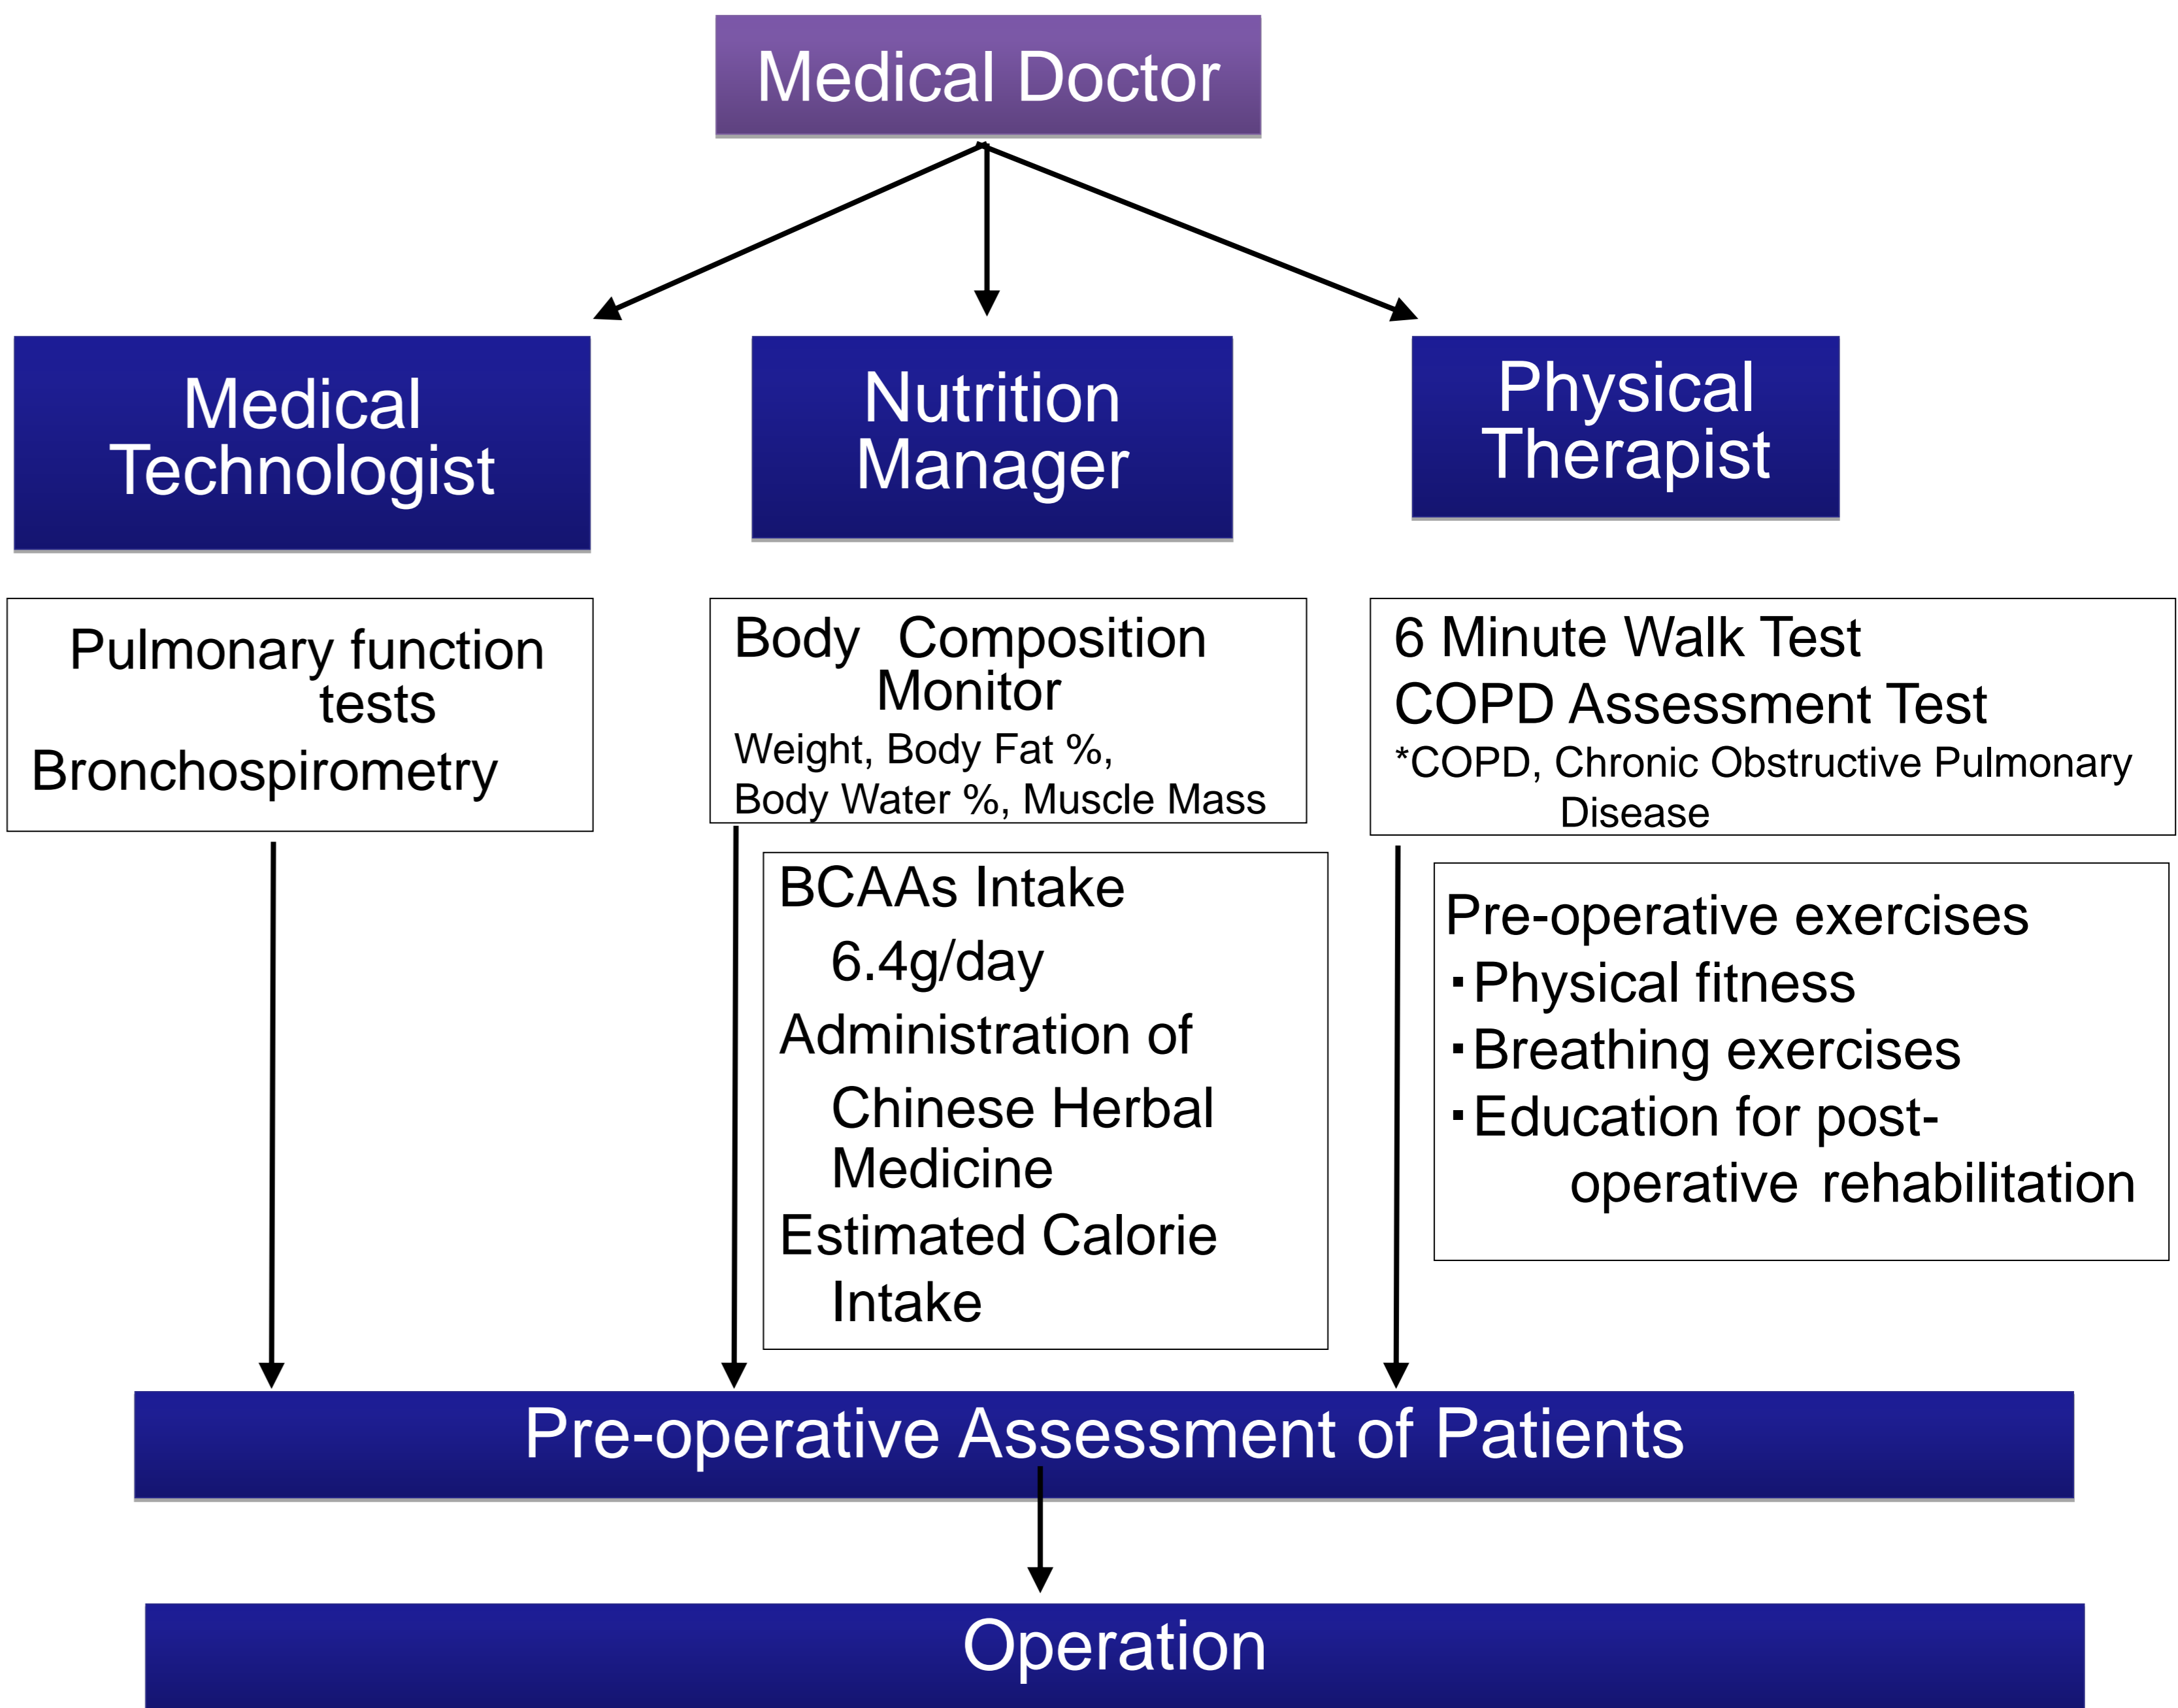 Medical Doctor
Medical
Technologist
Nutrition
Manager
Physical
Therapist
Pulmonary function
tests
Bronchospirometry
Body Composition
Monitor
Weight, Body Fat %,
Body Water %, Muscle Mass
6 Minute Walk Test
COPD Assessment Test
*COPD, Chronic Obstructive Pulmonary
Disease
BCAAs Intake
6.4g/day
Administration of
Chinese Herbal
Medicine
Estimated Calorie
Intake
Pre-operative exercises
・Physical fitness
・Breathing exercises
・Education for post-
operative rehabilitation
Pre-operative Assessment of Patients
Operation